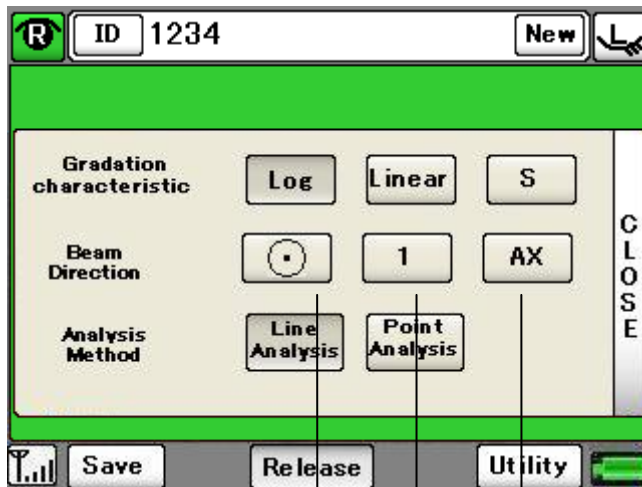 R ID 1234 New L
Gradation
characteristic
Log Linear S
Beam
Direction
1 AX
Analysis
Method
Line
Analysis
Point
Analysis
CLOSE
Save Release Utility